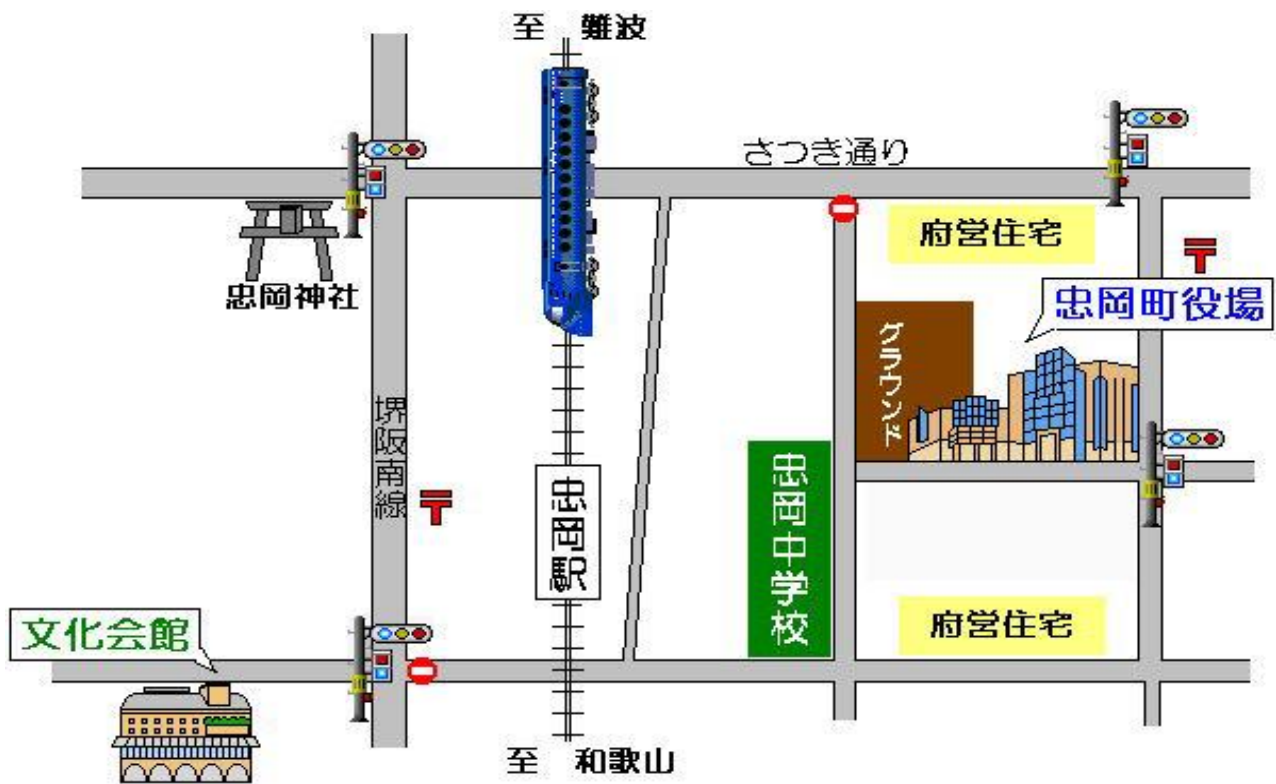 至　難波
さつき通り
府営住宅
〒
忠岡神社
忠岡町役場
グラウンド
堺阪南線
〒
忠岡駅
忠岡中学校
文化会館
府営住宅
至　和歌山